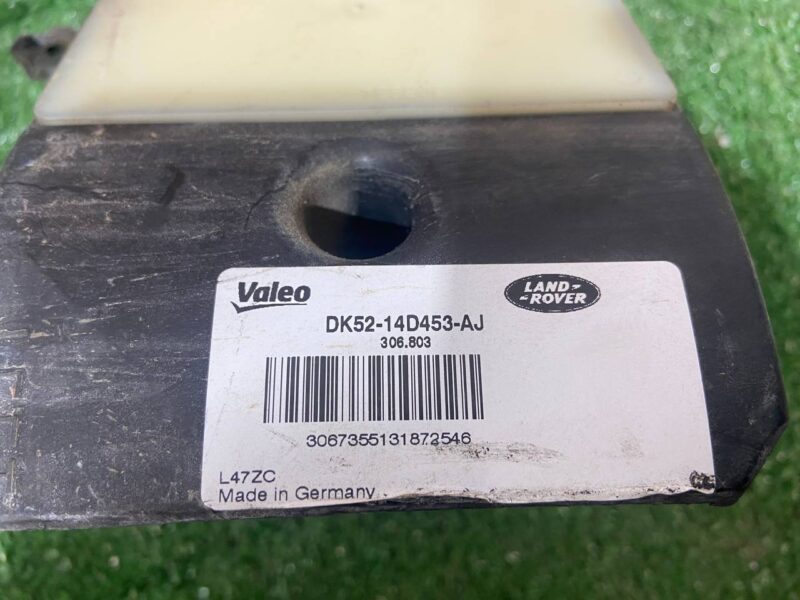 Valeo
LAND
ROVER
DK52-14D453-AJ
306.803
3067355131872546
L47ZC
Made in Germany